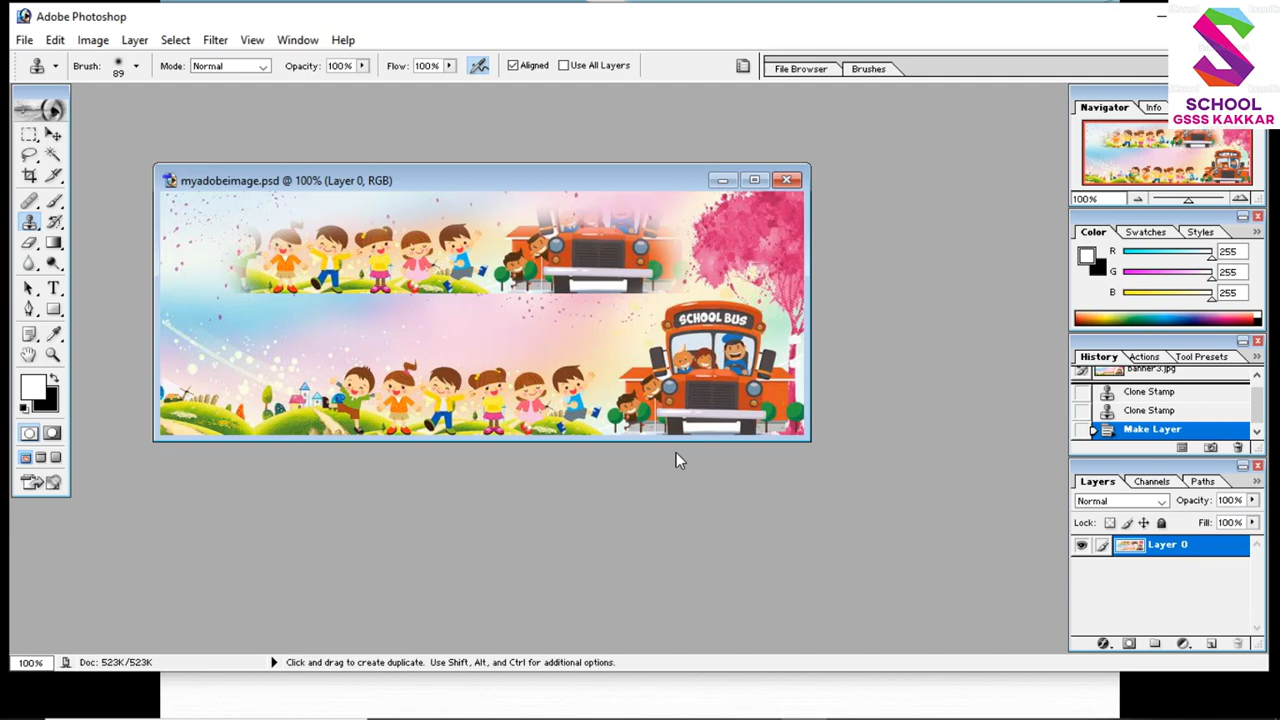 Adobe Photoshop
File Edit Image Layer Select Filter View Window Help
Brush: 89 Mode: Normal Opacity: 100% Flow: 100% Aligned Use All Layers File Browser Brushes
SCHOOL
GSSS KAKKAR
Navigator Info
100%
myadobeimage.psd @ 100% (Layer 0, RGB)
SCHOOL BUS
Color Swatches Styles
R 255
G 255
B 255
History Actions Tool Presets
banner3.jpg
Clone Stamp
Clone Stamp
Make Layer
Layers Channels Paths
Normal Opacity: 100%
Lock: Fill: 100%
Layer 0
100% Doc: 523K/523K Click and drag to create duplicate. Use Shift, Alt, and Ctrl for additional options.